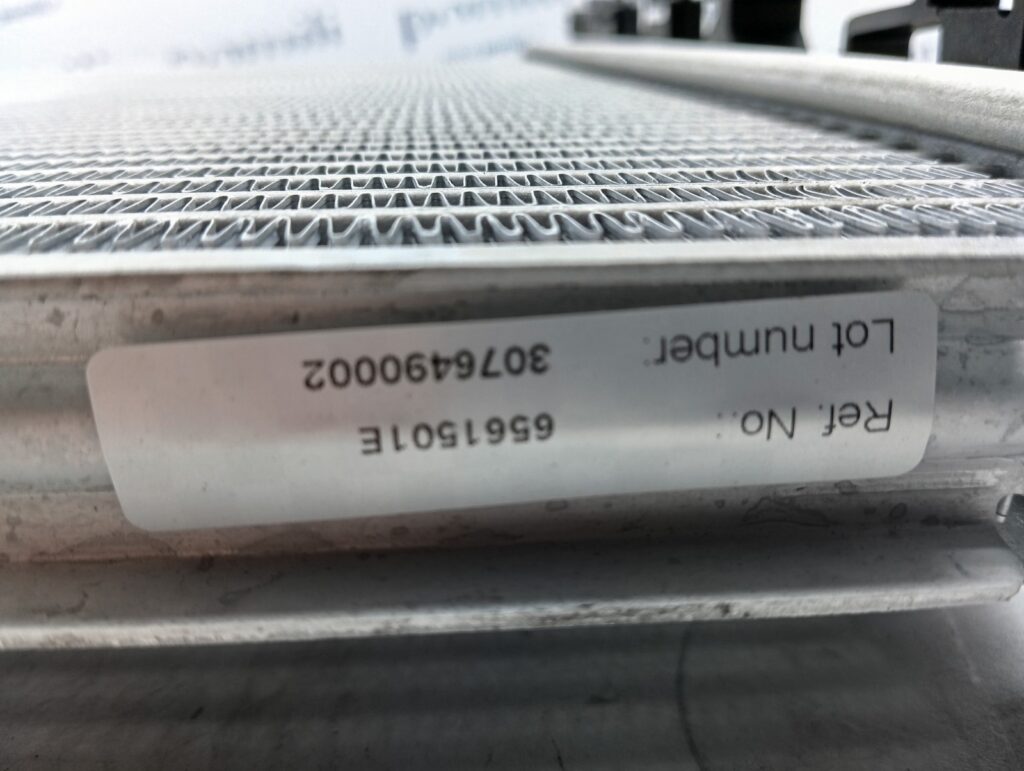 Ref. No.: 6561501E
Lot number: 3076490002